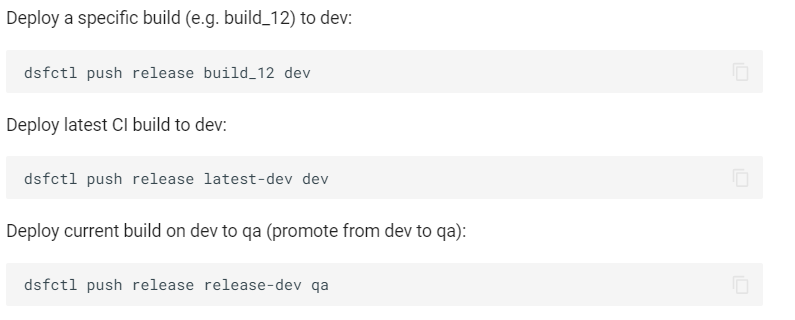 Deploy a specific build (e.g. build_12) to dev:
dsfctl push release build_12 dev
Deploy latest CI build to dev:
dsfctl push release latest-dev dev
Deploy current build on dev to qa (promote from dev to qa):
dsfctl push release release-dev qa